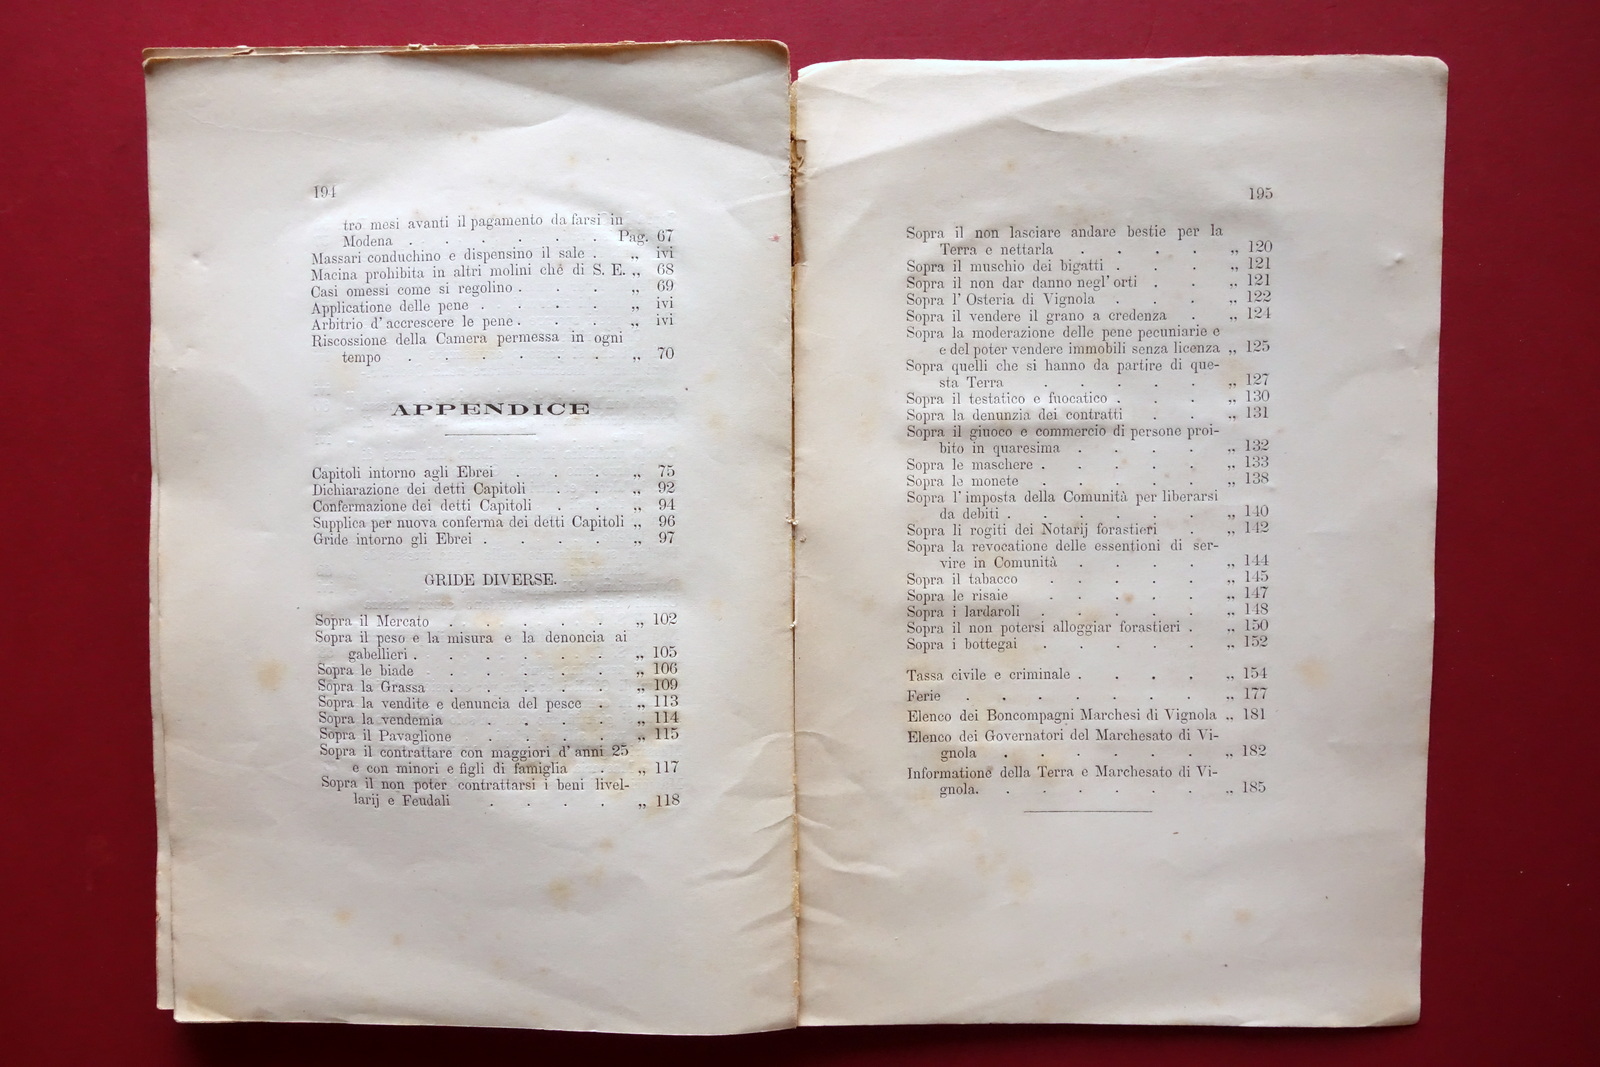 194
tro mesi avanti il pagamento da farsi in
Modena . . . . . . Pag. 67
Massari conduchino e dispensino il sale . „ ivi
Macina prohibita in altri molini che di S. E. „ 68
Casi omessi come si regolino . . . . „ 69
Applicatione delle pene . . . . . „ ivi
Arbitrio d'accrescere le pene . . . . „ ivi
Riscossione della Camera permessa in ogni
tempo . . . . . . . „ 70
APPENDICE
Capitoli intorno agli Ebrei . . . . „ 75
Dichiarazione dei detti Capitoli . . . „ 92
Confermazione dei detti Capitoli . . . „ 94
Supplica per nuova conferma dei detti Capitoli „ 96
Gride intorno gli Ebrei . . . . . „ 97
GRIDE DIVERSE.
Sopra il Mercato . . . . . . „ 102
Sopra il peso e la misura e la denoncia ai
gabellieri . . . . . . . „ 105
Sopra le biade . . . . . . „ 106
Sopra la Grassa . . . . . . „ 109
Sopra la vendite e denuncia del pesce . „ 113
Sopra la vendemia . . . . . „ 114
Sopra il Pavaglione . . . . . „ 115
Sopra il contrattare con maggiori d'anni 25
e con minori e figli di famiglia . „ 117
Sopra il non poter contrattarsi i beni livel-
larij e Feudali . . . . . „ 118
195
Sopra il non lasciare andare bestie per la
Terra e nettarla . . . . . „ 120
Sopra il muschio dei bigatti . . . . „ 121
Sopra il non dar danno negl'orti . . . „ 121
Sopra l'Osteria di Vignola . . . . „ 122
Sopra il vendere il grano a credenza . „ 124
Sopra la moderazione delle pene pecuniarie e
e del poter vendere immobili senza licenza „ 125
Sopra quelli che si hanno da partire di que-
sta Terra . . . . . . „ 127
Sopra il testatico e fuocatico . . . . „ 130
Sopra la denunzia dei contratti . . . „ 131
Sopra il giuoco e commercio di persone proi-
bito in quaresima . . . . . „ 132
Sopra le maschere . . . . . . „ 133
Sopra le monete . . . . . . „ 138
Sopra l'imposta della Comunità per liberarsi
da debiti . . . . . . . „ 140
Sopra li rogiti dei Notarij forastieri . „ 142
Sopra la revocatione delle essentioni di ser-
vire in Comunità . . . . . „ 144
Sopra il tabacco . . . . . . „ 145
Sopra le risaie . . . . . . „ 147
Sopra i lardaroli . . . . . . „ 148
Sopra il non potersi alloggiar forastieri . „ 150
Sopra i bottegai . . . . . . „ 152
Tassa civile e criminale . . . . . „ 154
Ferie . . . . . . . . „ 177
Elenco dei Boncompagni Marchesi di Vignola „ 181
Elenco dei Governatori del Marchesato di Vi-
gnola . . . . . . . „ 182
Informatione della Terra e Marchesato di Vi-
gnola. . . . . . . . „ 185